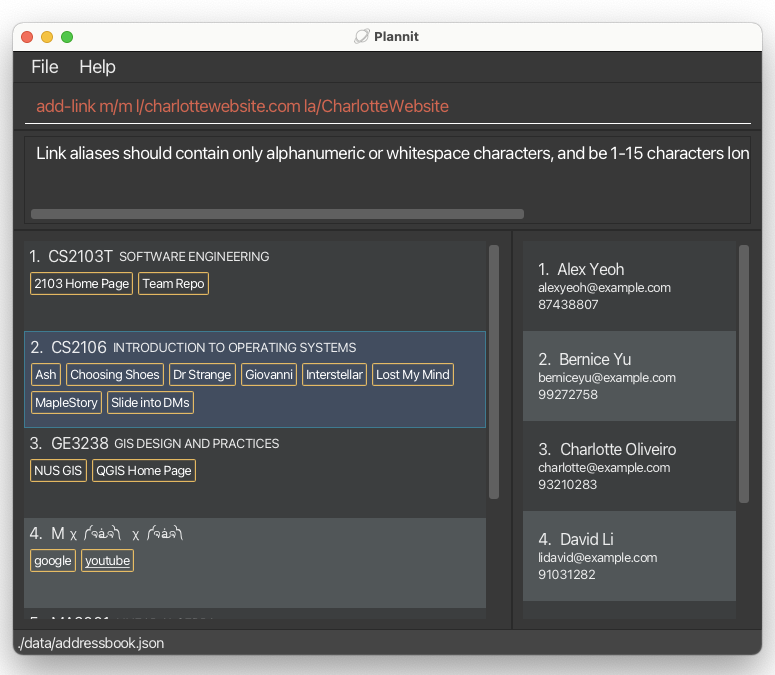 Plannit
File Help
add-link m/m l/charlottewebsite.com la/CharlotteWebsite
Link aliases should contain only alphanumeric or whitespace characters, and be 1-15 characters lon
1. CS2103T SOFTWARE ENGINEERING
2103 Home Page Team Repo
2. CS2106 INTRODUCTION TO OPERATING SYSTEMS
Ash Choosing Shoes Dr Strange Giovanni Interstellar Lost My Mind
MapleStory Slide into DMs
3. GE3238 GIS DESIGN AND PRACTICES
NUS GIS QGIS Home Page
4. M χ
google youtube
1. Alex Yeoh
alexyeoh@example.com
87438807
2. Bernice Yu
berniceyu@example.com
99272758
3. Charlotte Oliveiro
charlotte@example.com
93210283
4. David Li
lidavid@example.com
91031282
./data/addressbook.json